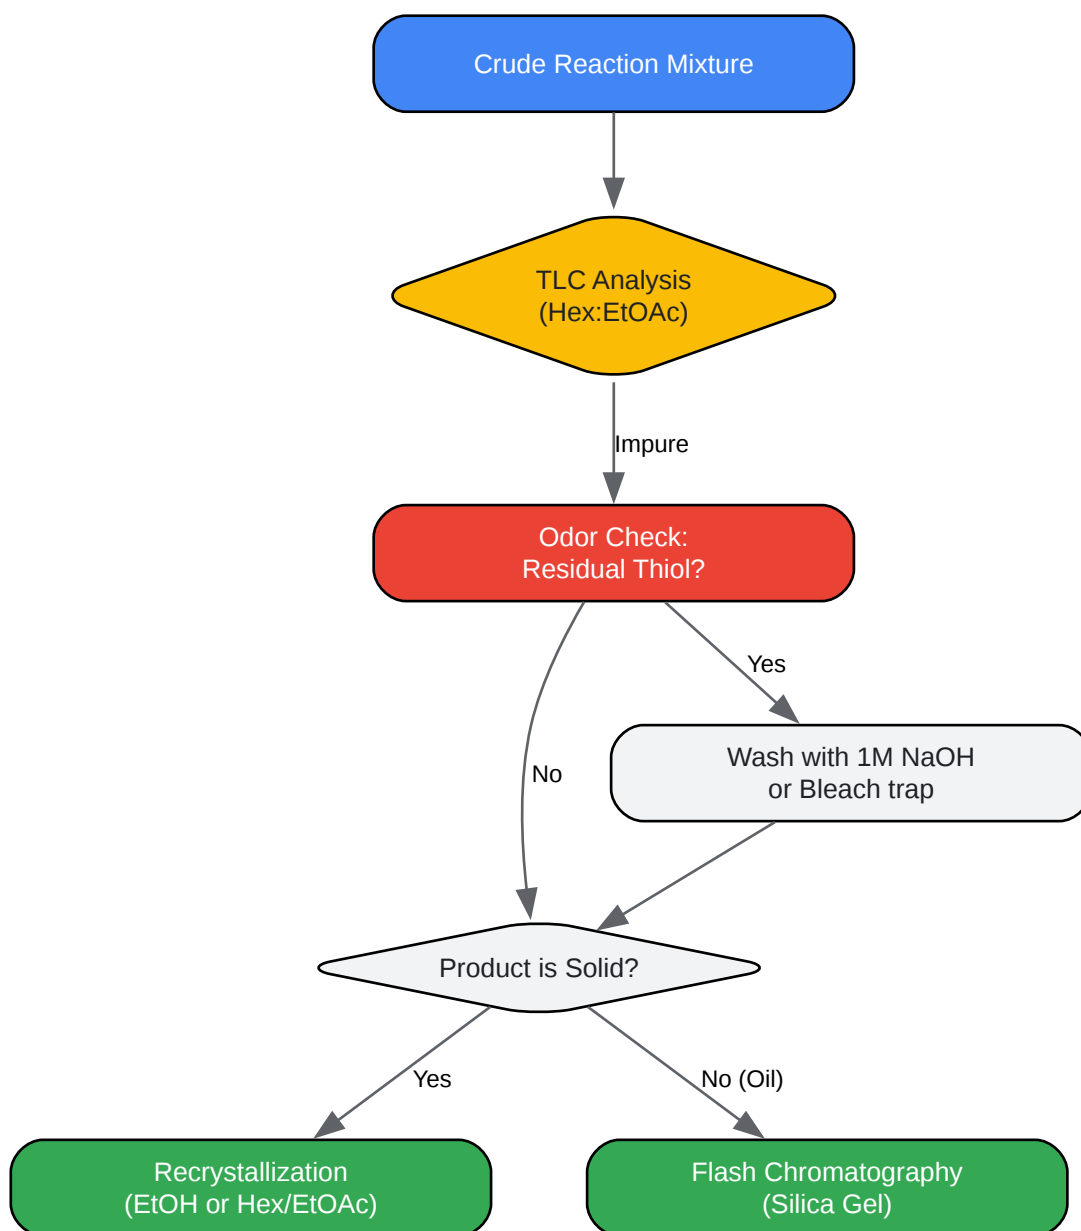 Crude Reaction Mixture
TLC Analysis
(Hex:EtOAc)
Impure
Odor Check:
Residual Thiol?
Yes
Wash with 1M NaOH
or Bleach trap
No
Product is Solid?
Yes
No (Oil)
Recrystallization
(EtOH or Hex/EtOAc)
Flash Chromatography
(Silica Gel)